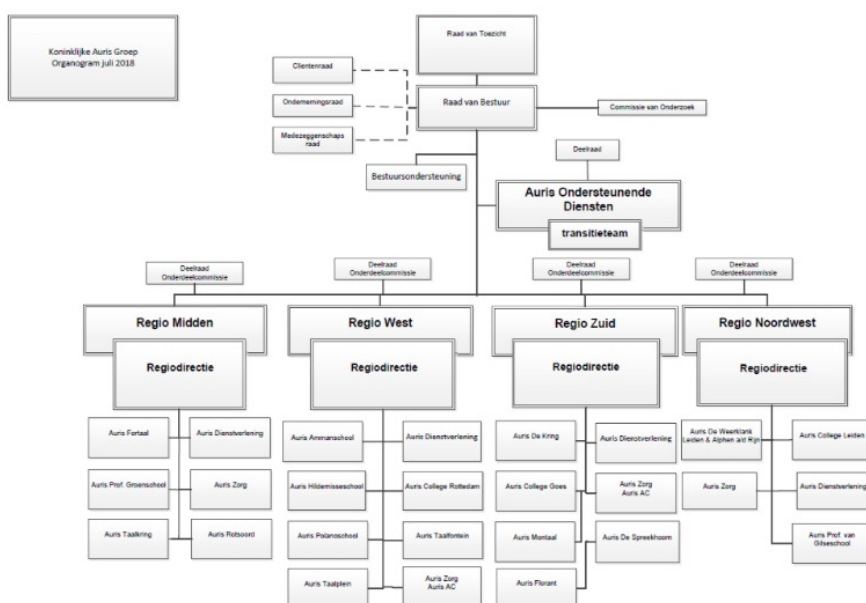 Koninklijke Auris Groep
Organogram juli 2018
Raad van Toezicht
Clientenraad
Ondernemingsraad
Medezeggenschaps
raad
Raad van Bestuur
Commissie van Onderzoek
Bestuursondersteuning
Deelraad
Auris Ondersteunende
Diensten
transitieteam
Deelraad
Onderdeelcommissie
Deelraad
Onderdeelcommissie
Deelraad
Onderdeelcommissie
Deelraad
Onderdeelcommissie
Regio Midden
Regiodirectie
Auris Fortaal
Auris Dienstverlening
Auris Prof. Groenschool
Auris Zorg
Auris Taalkring
Auris Rotsoord
Regio West
Regiodirectie
Auris Ammanschool
Auris Dienstverlening
Auris Hildernisseschool
Auris College Rotterdam
Auris Polanoschool
Auris Taalfontein
Auris Taalplein
Auris Zorg
Auris AC
Regio Zuid
Regiodirectie
Auris De Kring
Auris Dienstverlening
Auris College Goes
Auris Zorg
Auris AC
Auris Montaal
Auris De Spreekhoorn
Auris Florant
Regio Noordwest
Regiodirectie
Auris De Weerklank
Leiden & Alphen a/d Rijn
Auris College Leiden
Auris Zorg
Auris Dienstverlening
Auris Prof. van
Gilseschool